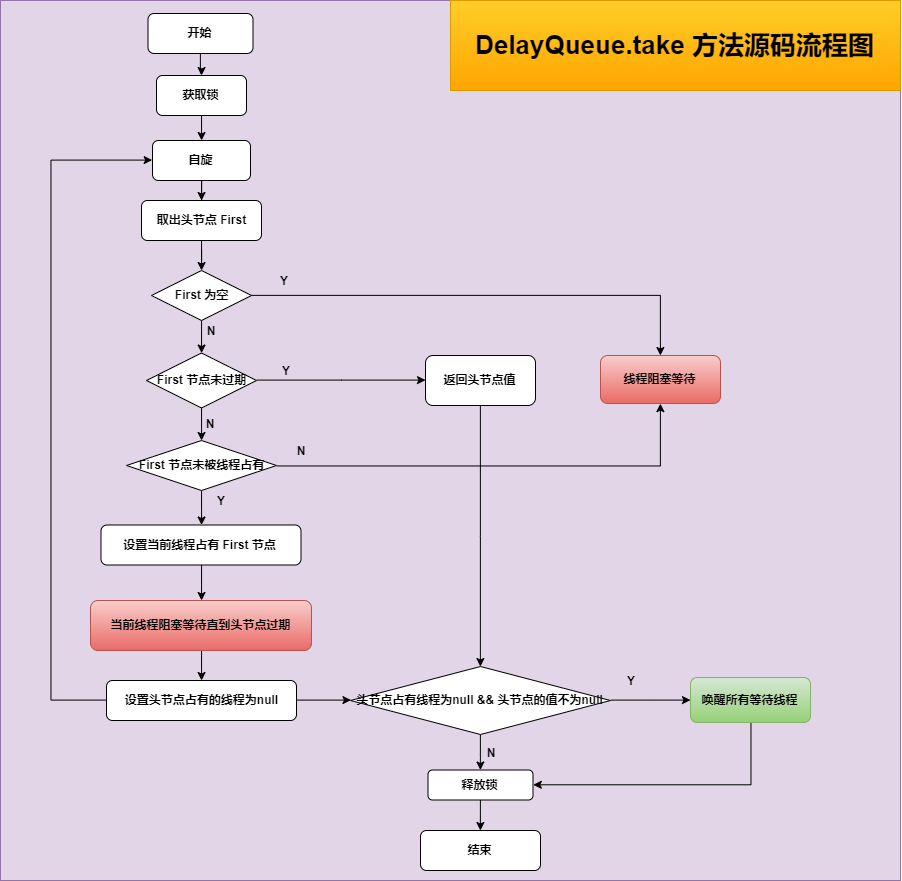 DelayQueue.take 方法源码流程图
开始
获取锁
自旋
取出头节点 First
First 为空
Y
N
First 节点未过期
Y
返回头节点值
线程阻塞等待
N
First 节点未被线程占有
N
Y
设置当前线程占有 First 节点
当前线程阻塞等待直到头节点过期
设置头节点占有的线程为null
头节点占有线程为null && 头节点的值不为null
Y
唤醒所有等待线程
N
释放锁
结束